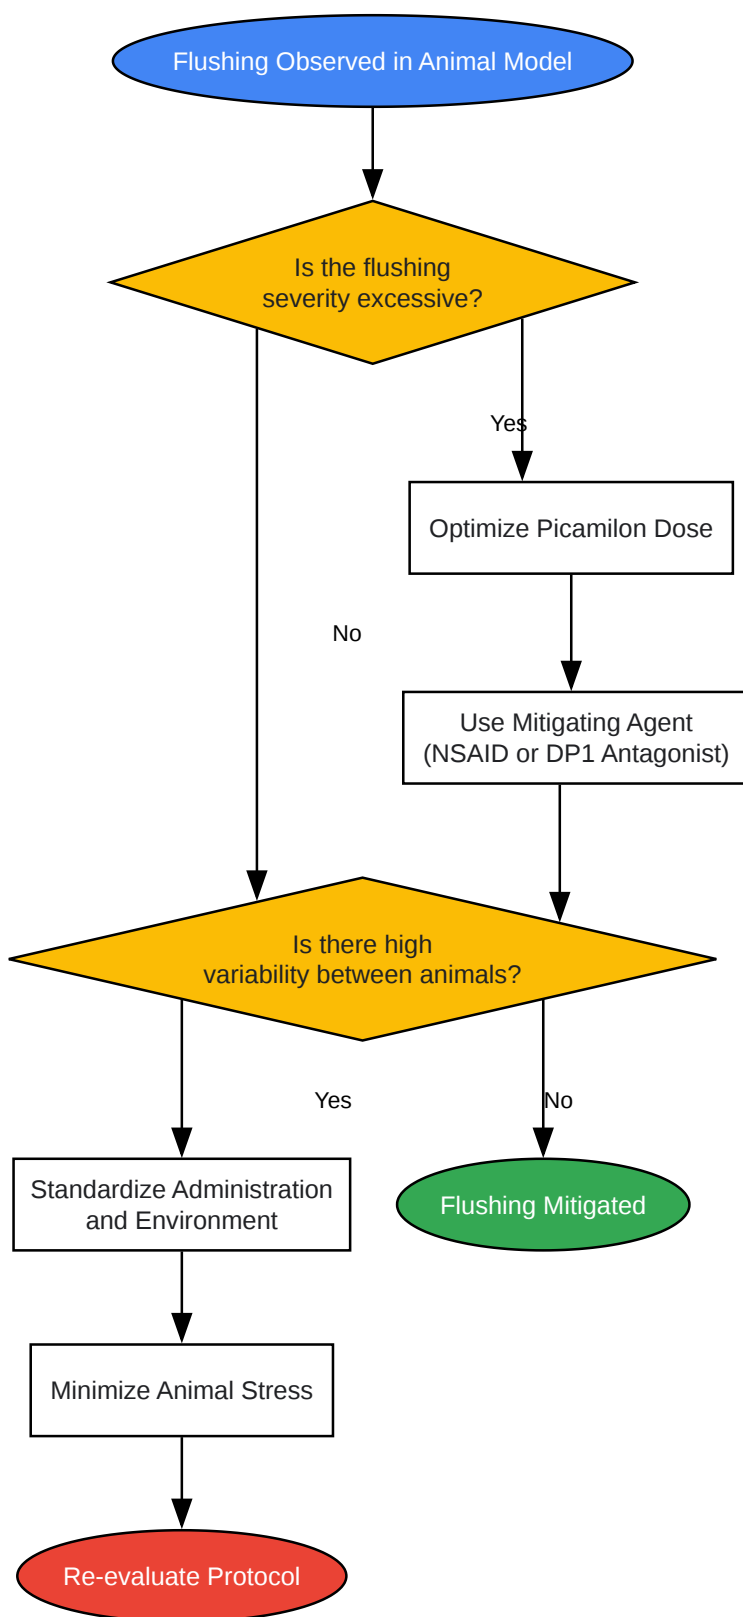 Flushing Observed in Animal Model
Is the flushing
severity excessive?
Yes
Optimize Picamilon Dose
No
Use Mitigating Agent
(NSAID or DP1 Antagonist)
Is there high
variability between animals?
Yes
No
Standardize Administration
and Environment
Flushing Mitigated
Minimize Animal Stress
Re-evaluate Protocol